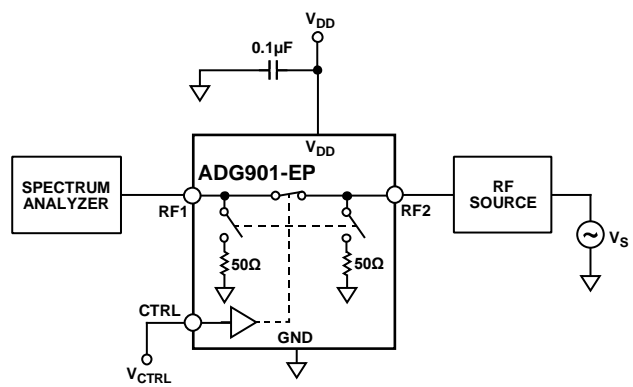 VDD
0.1µF
VDD
ADG901-EP
SPECTRUM
ANALYZER
RF1
RF2
RF
SOURCE
VS
50Ω
50Ω
CTRL
GND
VCTRL